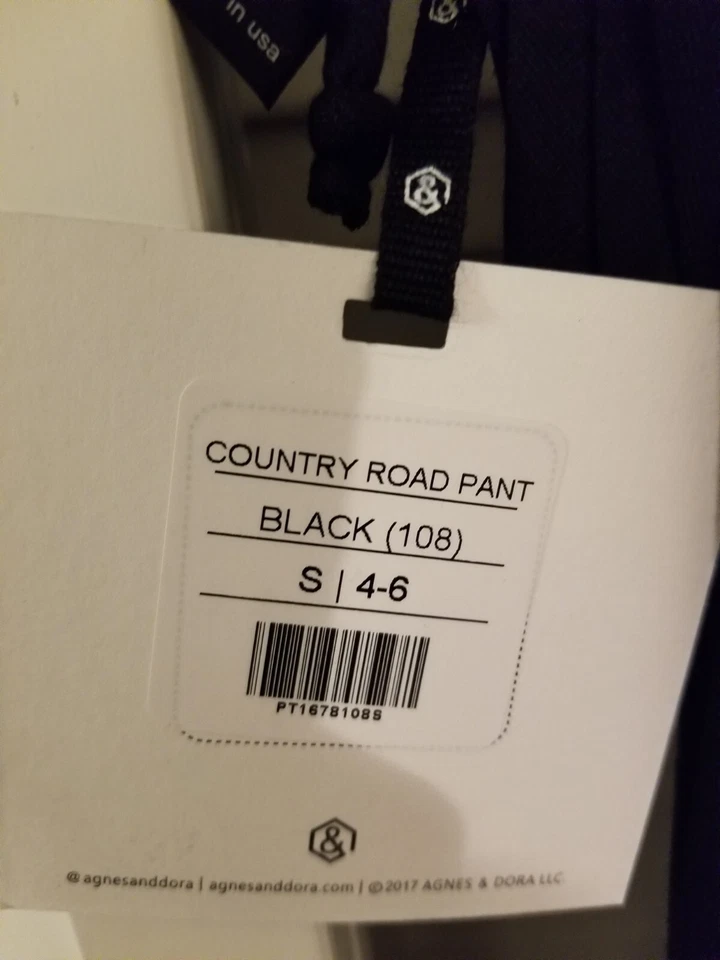 in usa
&
&
COUNTRY ROAD PANT
BLACK (108)
S | 4-6
PT1678108S
&
@agnesanddora | agnesanddora.com | ©2017 AGNES & DORA LLC.